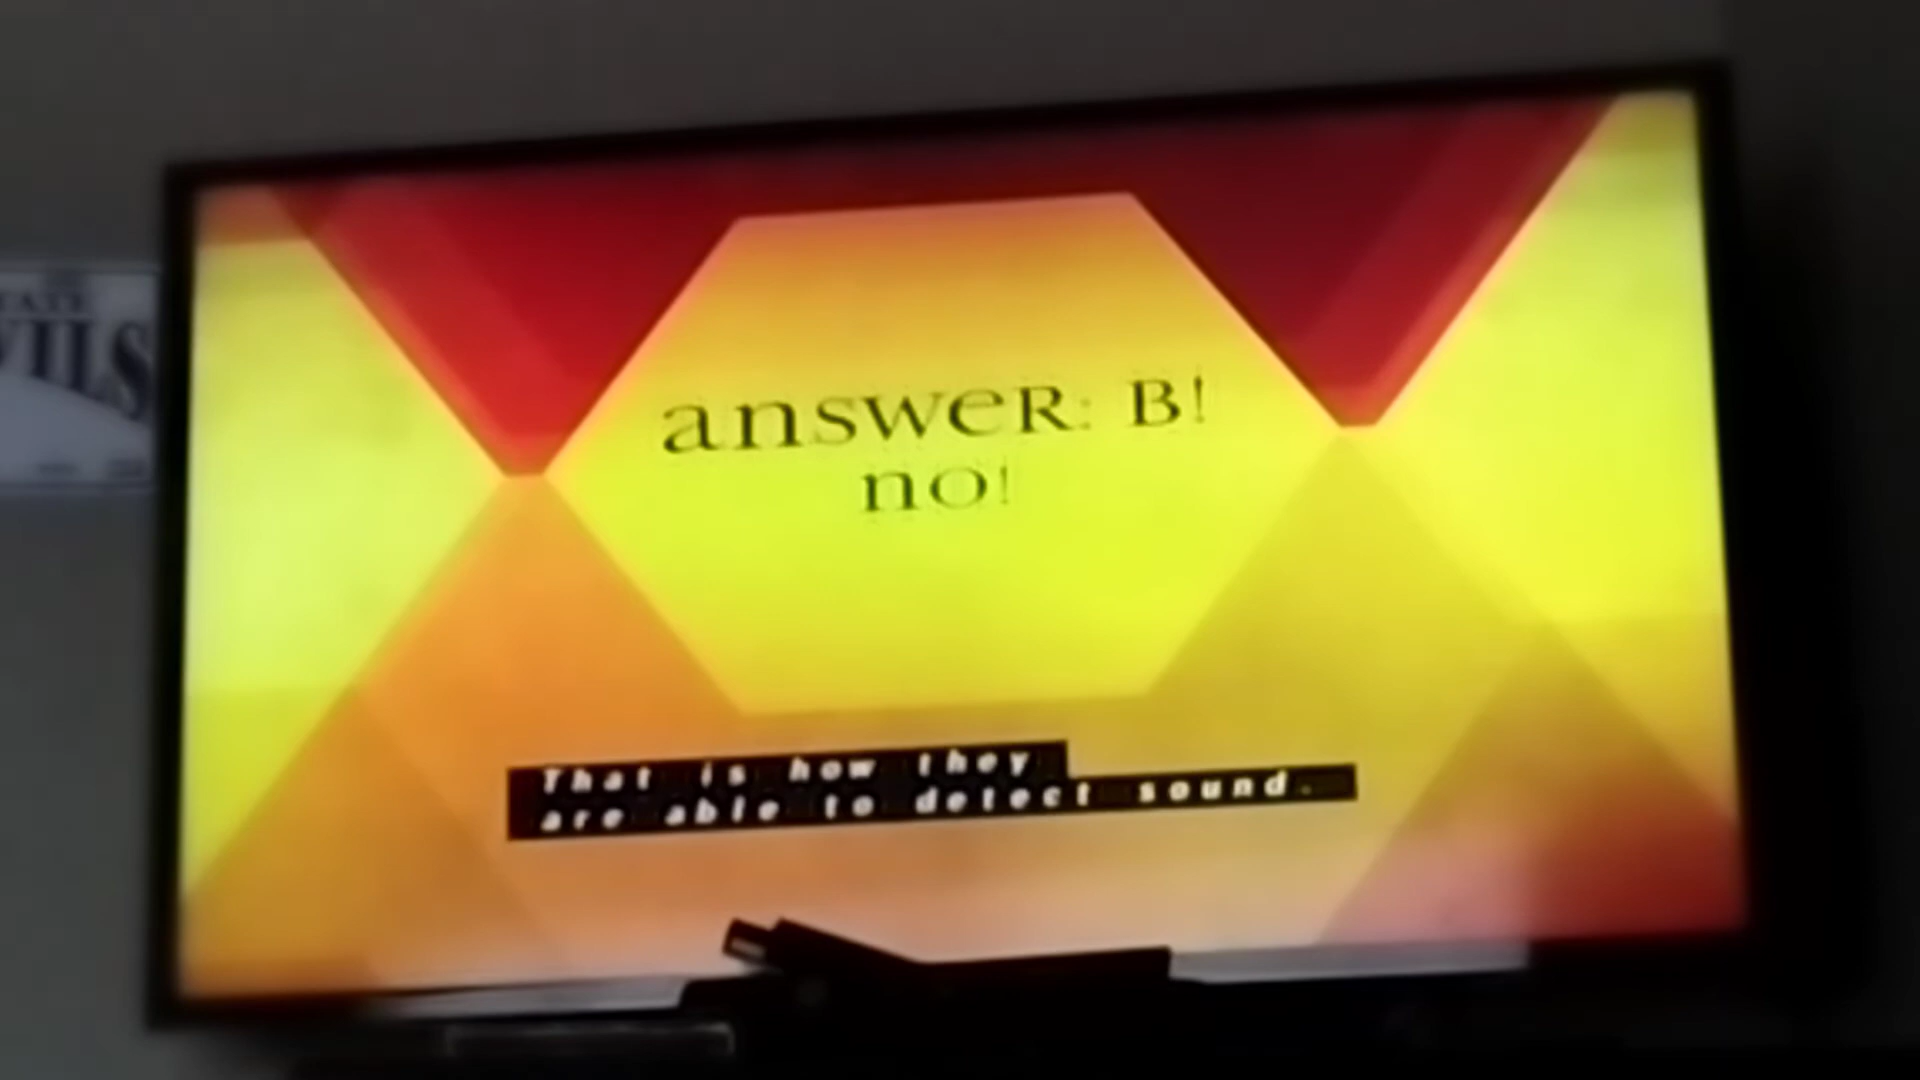 answer: B!
no!
That is how they
are able to detect sound.